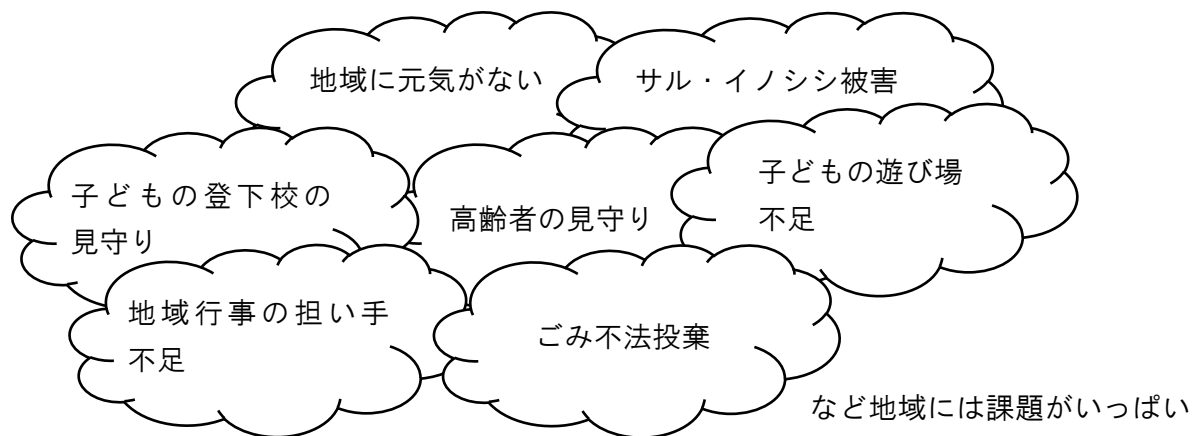 地域に元気がない
サル・イノシシ被害
子どもの登下校の
見守り
高齢者の見守り
子どもの遊び場
不足
地域行事の担い手
不足
ごみ不法投棄
など地域には課題がいっぱい